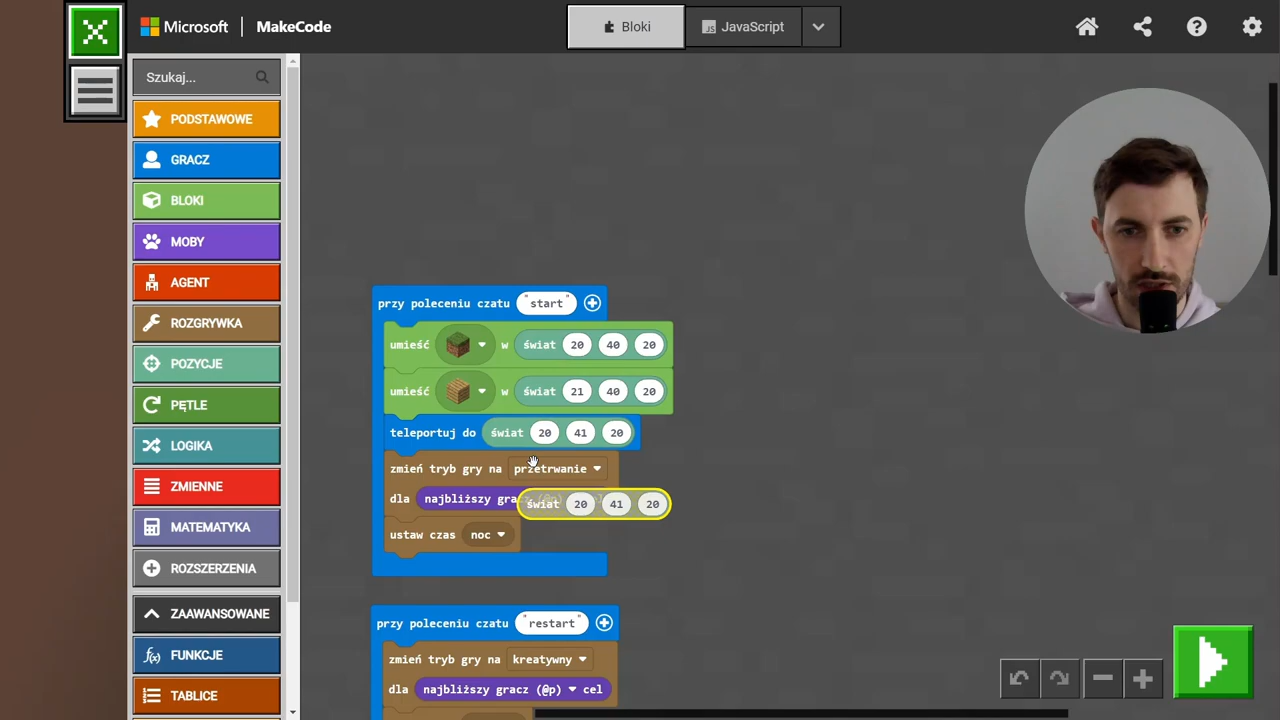 Microsoft MakeCode
Bloki
JS JavaScript
Szukaj...
PODSTAWOWE
GRACZ
BLOKI
MOBY
AGENT
ROZGRYWKA
POZYCJE
PĘTLE
LOGIKA
ZMIENNE
MATEMATYKA
ROZSZERZENIA
ZAAWANSOWANE
f(x) FUNKCJE
TABLICE
przy poleceniu czatu "start"
umieść w świat 20 40 20
umieść w świat 21 40 20
teleportuj do świat 20 41 20
zmień tryb gry na przetrwanie
dla najbliższy gracz
świat 20 41 20
ustaw czas noc
przy poleceniu czatu "restart"
zmień tryb gry na kreatywny
dla najbliższy gracz (@p) cel